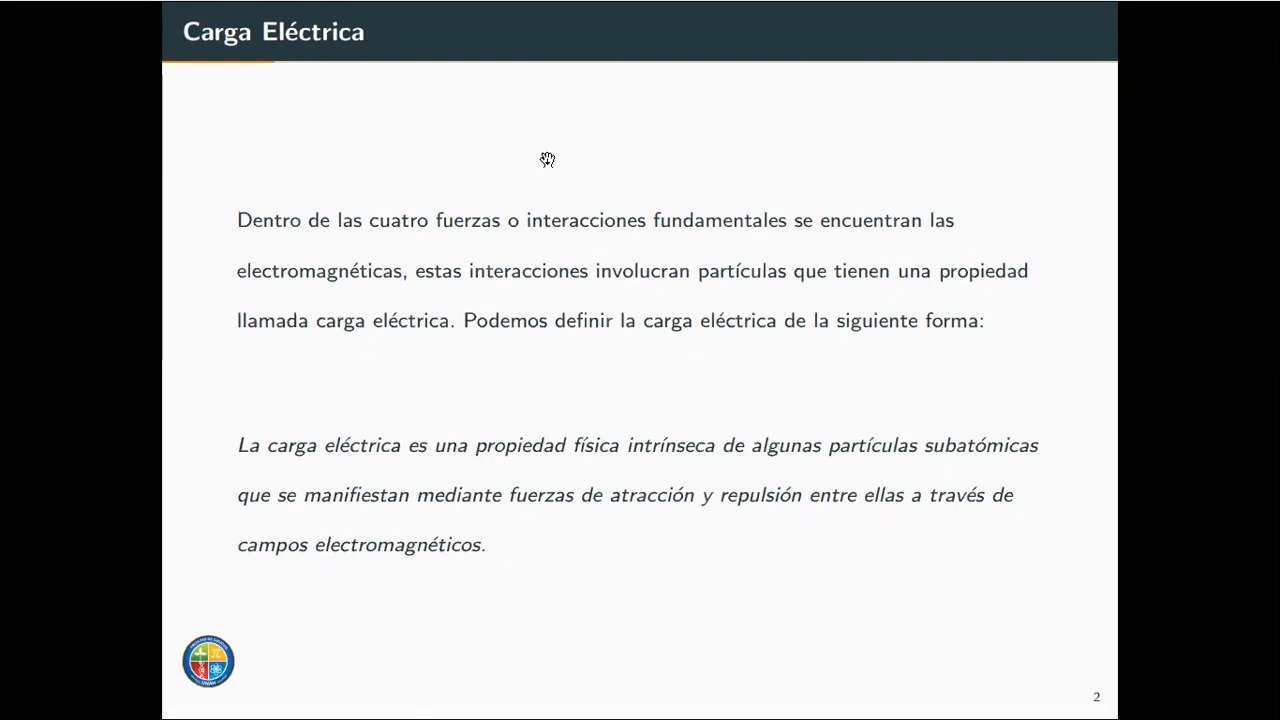 Carga Eléctrica
Dentro de las cuatro fuerzas o interacciones fundamentales se encuentran las
electromagnéticas, estas interacciones involucran partículas que tienen una propiedad
llamada carga eléctrica. Podemos definir la carga eléctrica de la siguiente forma:
La carga eléctrica es una propiedad física intrínseca de algunas partículas subatómicas
que se manifiestan mediante fuerzas de atracción y repulsión entre ellas a través de
campos electromagnéticos.
2